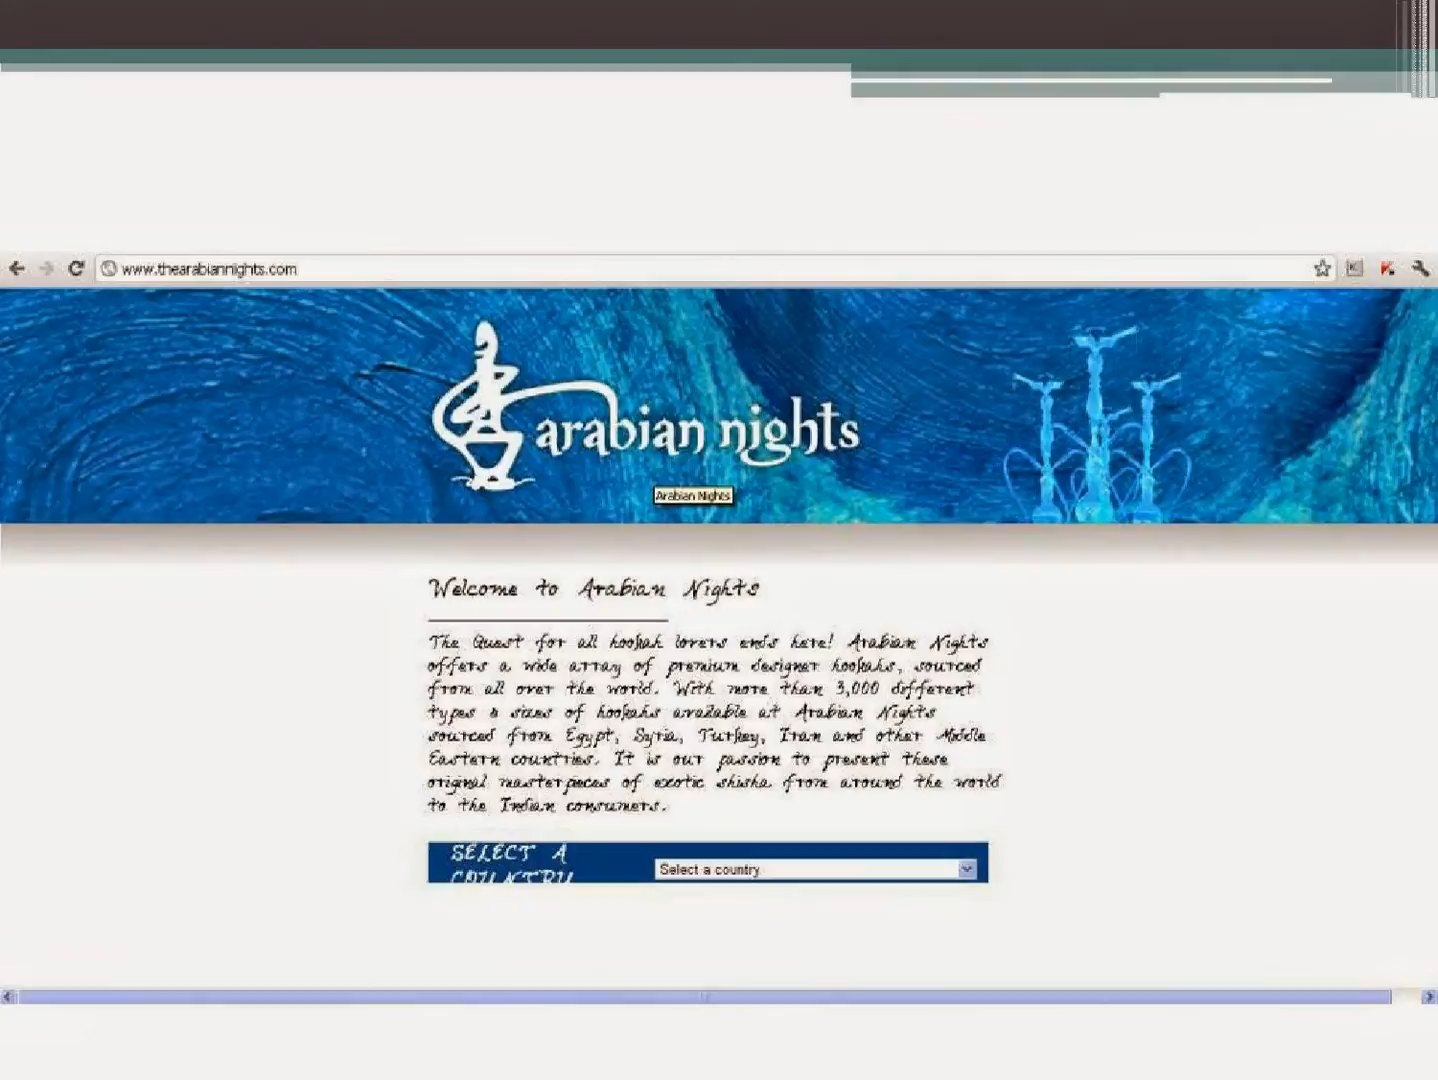 www.thearabiannights.com
arabian nights
Arabian Nights
Welcome to Arabian Nights
The Quest for all hookah lovers ends here! Arabian Nights
offers a wide array of premium designer hookahs, sourced
from all over the world. With more than 3,000 different
types & sizes of hookahs available at Arabian Nights
sourced from Egypt, Syria, Turkey, Iran and other Middle
Eastern countries. It is our passion to present these
original masterpieces of exotic shisha from around the world
to the Indian consumers.
SELECT A
COUNTRY
Select a country